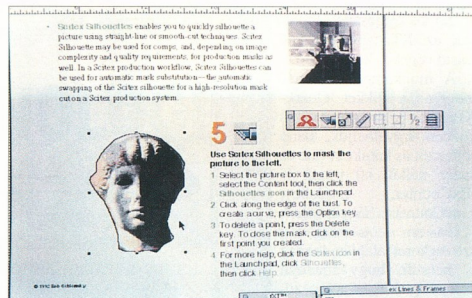 Scitex Silhouettes enables you to quickly silhouette a
picture using straight-line or smooth-cut techniques. Scitex
Silhouette may be used for comps, and, depending on image
complexity and quality requirements, for production masks as
well. In a Scitex production workflow, Scitex Silhouettes can
be used for automatic mask substitution—the automatic
swapping of the Scitex silhouette for a high-resolution mask
cut on a Scitex production system.
5
1/2
Use Scitex Silhouettes to mask the
picture to the left.
1 Select the picture box to the left,
select the Content tool, then click the
Silhouettes icon in the Launchpad.
2 Click along the edge of the bust. To
create a curve, press the Option key.
3 To delete a point, press the Delete
key. To close the mask, click on the
first point you created.
4 For more help, click the Scitex icon in
the Launchpad, click Silhouettes,
then click Help.
ex Lines & Frames